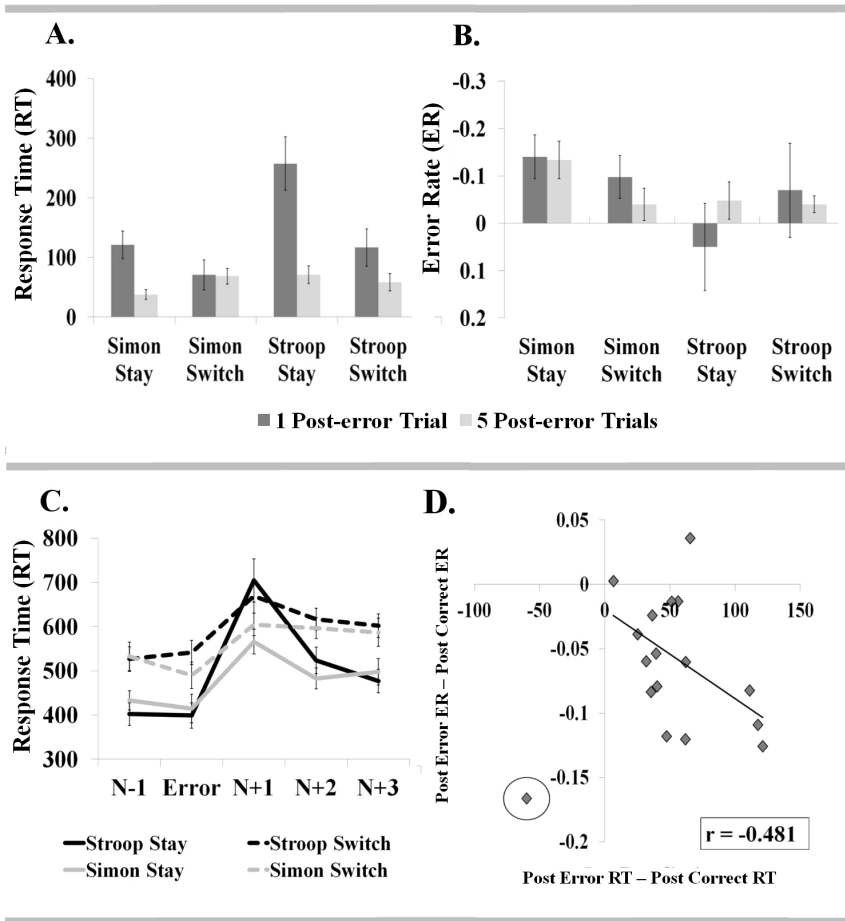 A.
B.
Response Time (RT)
400
300
200
100
0
Simon Stay
Simon Switch
Stroop Stay
Stroop Switch
Error Rate (ER)
-0.3
-0.2
-0.1
0
0.1
0.2
Simon Stay
Simon Switch
Stroop Stay
Stroop Switch
1 Post-error Trial 5 Post-error Trials
C.
D.
Response Time (RT)
800
700
600
500
400
300
N-1 Error N+1 N+2 N+3
Stroop Stay Stroop Switch
Simon Stay Simon Switch
Post Error ER – Post Correct ER
0.05
0
-0.05
-0.1
-0.15
-0.2
-100 -50 0 50 100 150
r = -0.481
Post Error RT – Post Correct RT